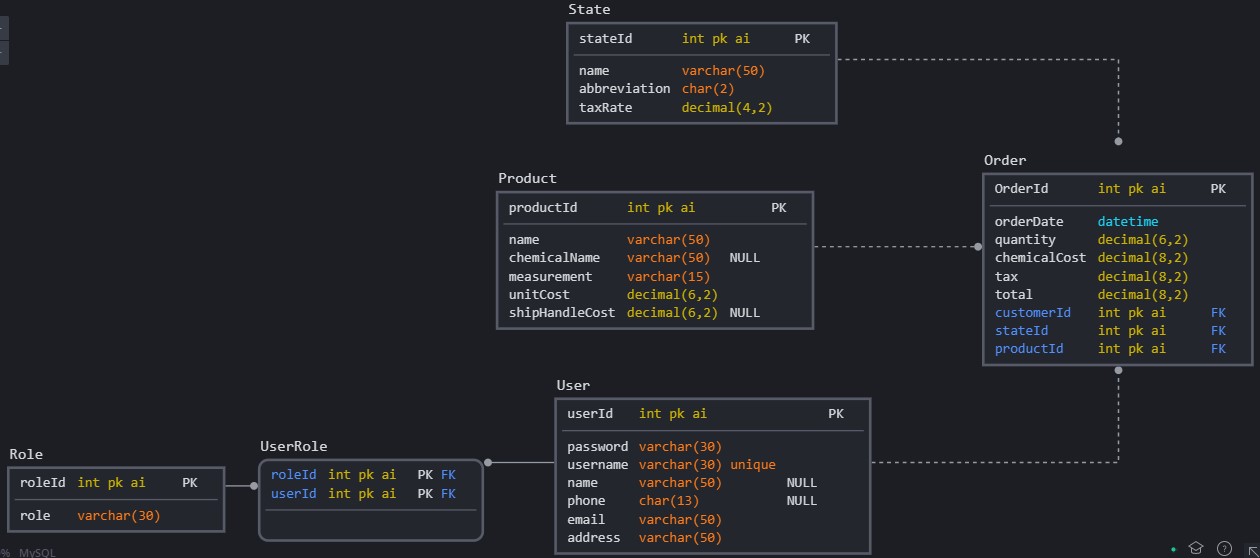 State
stateId int pk ai PK
name varchar(50)
abbreviation char(2)
taxRate decimal(4,2)
Product
productId int pk ai PK
name varchar(50)
chemicalName varchar(50) NULL
measurement varchar(15)
unitCost decimal(6,2)
shipHandleCost decimal(6,2) NULL
Order
OrderId int pk ai PK
orderDate datetime
quantity decimal(6,2)
chemicalCost decimal(8,2)
tax decimal(8,2)
total decimal(8,2)
customerId int pk ai FK
stateId int pk ai FK
productId int pk ai FK
User
userId int pk ai PK
password varchar(30)
username varchar(30) unique
name varchar(50) NULL
phone char(13) NULL
email varchar(50)
address varchar(50)
UserRole
roleId int pk ai PK FK
userId int pk ai PK FK
Role
roleId int pk ai PK
role varchar(30)
% MySQL
?